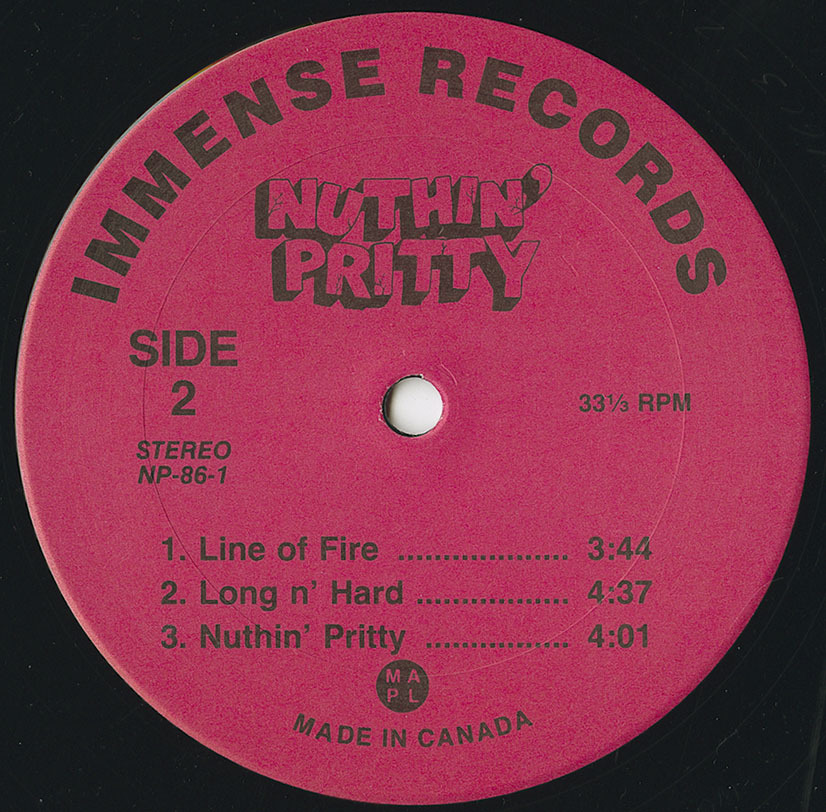 IMMENSE RECORDS
NUTHIN'
PRITTY
SIDE
2
33⅓ RPM
STEREO
NP-86-1
1. Line of Fire ................... 3:44
2. Long n' Hard ................. 4:37
3. Nuthin' Pritty ................ 4:01
M A
P L
MADE IN CANADA